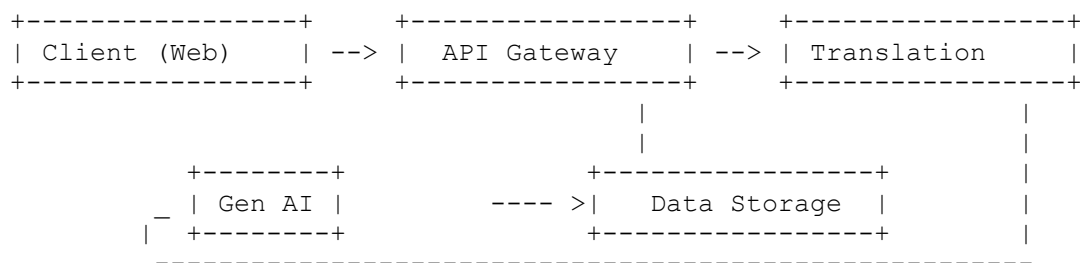 Client (Web) --> API Gateway --> Translation
Gen AI ---- > Data Storage